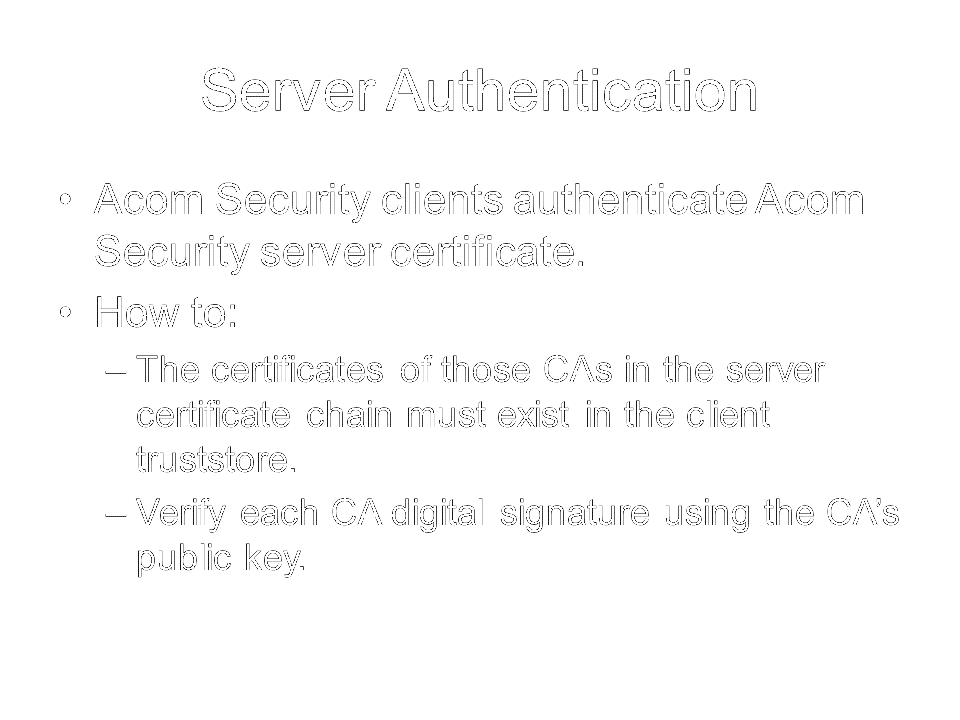 Server Authentication
• Acom Security clients authenticate Acom
Security server certificate.
• How to:
– The certificates of those CAs in the server
certificate chain must exist in the client
truststore.
– Verify each CA digital signature using the CA's
public key.